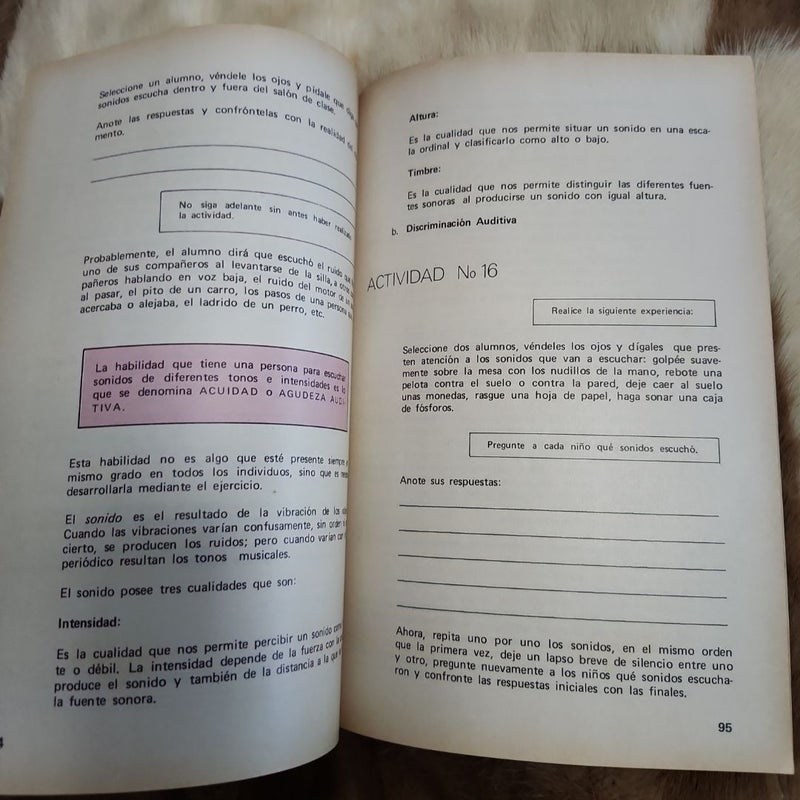 Seleccione un alumno, véndele los ojos y pídale que diga
sonidos escucha dentro y fuera del salón de clase.
Anote las respuestas y confróntelas con la realidad del
mento.
No siga adelante sin antes haber realizado
la actividad.
Probablemente, el alumno dirá que escuchó el ruido que
uno de sus compañeros al levantarse de la silla, a otros
pañeros hablando en voz baja, el ruido del motor de un
al pasar, el pito de un carro, los pasos de una persona
acercaba o alejaba, el ladrido de un perro, etc.
La habilidad que tiene una persona para escuchar
sonidos de diferentes tonos e intensidades es lo
que se denomina ACUIDAD o AGUDEZA AUDI-
TIVA.
Esta habilidad no es algo que esté presente siempre
mismo grado en todos los individuos, sino que es
desarrollarla mediante el ejercicio.
El sonido es el resultado de la vibración de los
Cuando las vibraciones varían confusamente, sin orden
cierto, se producen los ruidos; pero cuando varían con
periódico resultan los tonos musicales.
El sonido posee tres cualidades que son:
Intensidad:
Es la cualidad que nos permite percibir un sonido como
te o débil. La intensidad depende de la fuerza con la
produce el sonido y también de la distancia a la que
la fuente sonora.
4
Altura:
Es la cualidad que nos permite situar un sonido en una esca-
la ordinal y clasificarlo como alto o bajo.
Timbre:
Es la cualidad que nos permite distinguir las diferentes fuen-
tes sonoras al producirse un sonido con igual altura.
b. Discriminación Auditiva
ACTIVIDAD No 16
Realice la siguiente experiencia:
Seleccione dos alumnos, véndeles los ojos y dígales que pres-
ten atención a los sonidos que van a escuchar: golpée suave-
mente sobre la mesa con los nudillos de la mano, rebote una
pelota contra el suelo o contra la pared, deje caer al suelo
unas monedas, rasgue una hoja de papel, haga sonar una caja
de fósforos.
Pregunte a cada niño qué sonidos escuchó.
Anote sus respuestas:
Ahora, repita uno por uno los sonidos, en el mismo orden
que la primera vez, deje un lapso breve de silencio entre uno
y otro, pregunte nuevamente a los niños qué sonidos escucha-
ron y confronte las respuestas iniciales con las finales.
95